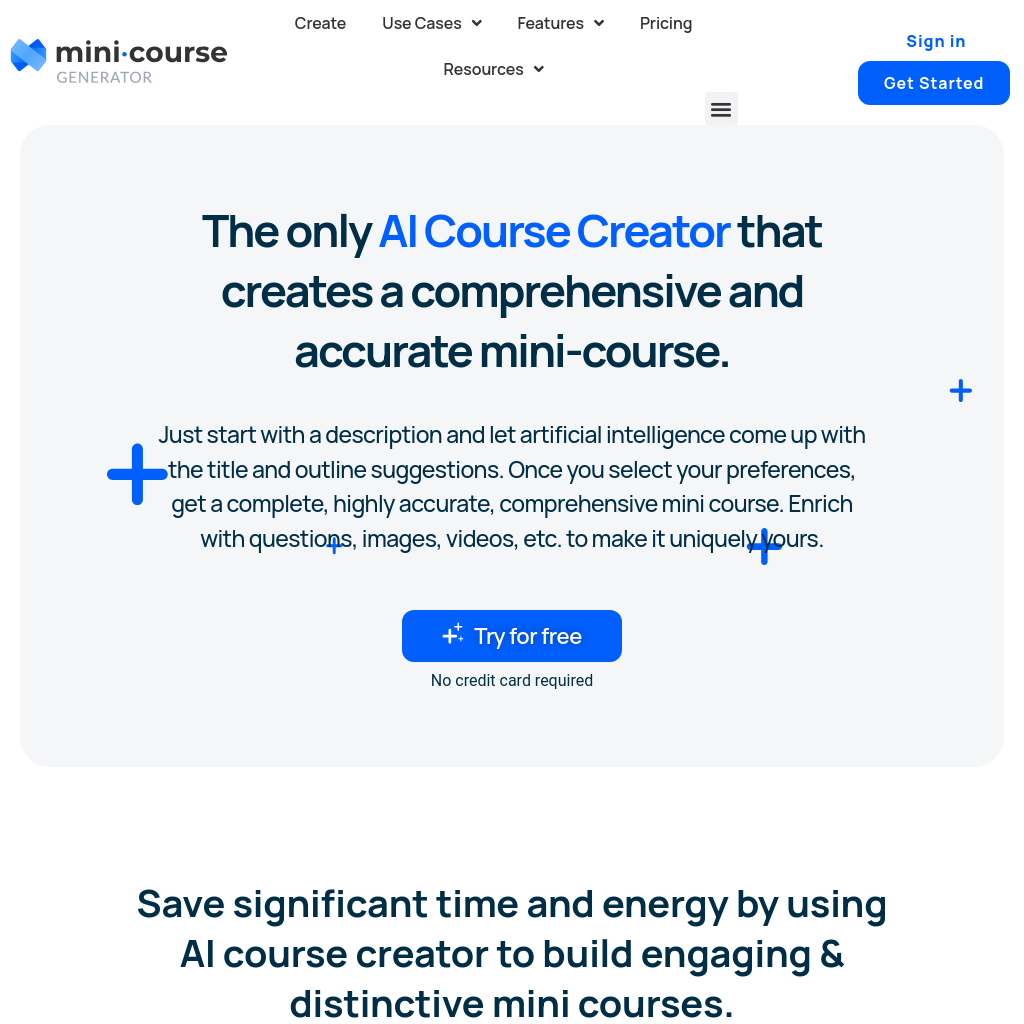 mini·course
GENERATOR
Create Use Cases Features Pricing
Resources
Sign in
Get Started
The only AI Course Creator that
creates a comprehensive and
accurate mini-course.
Just start with a description and let artificial intelligence come up with
the title and outline suggestions. Once you select your preferences,
get a complete, highly accurate, comprehensive mini course. Enrich
with questions, images, videos, etc. to make it uniquely yours.
Try for free
No credit card required
Save significant time and energy by using
AI course creator to build engaging &
distinctive mini courses.